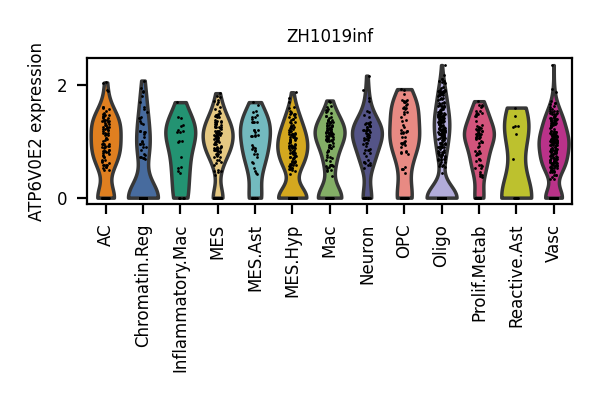 ZH1019inf
ATP6V0E2 expression
2
0
AC
Chromatin.Reg
Inflammatory.Mac
MES
MES.Ast
MES.Hyp
Mac
Neuron
OPC
Oligo
Prolif.Metab
Reactive.Ast
Vasc